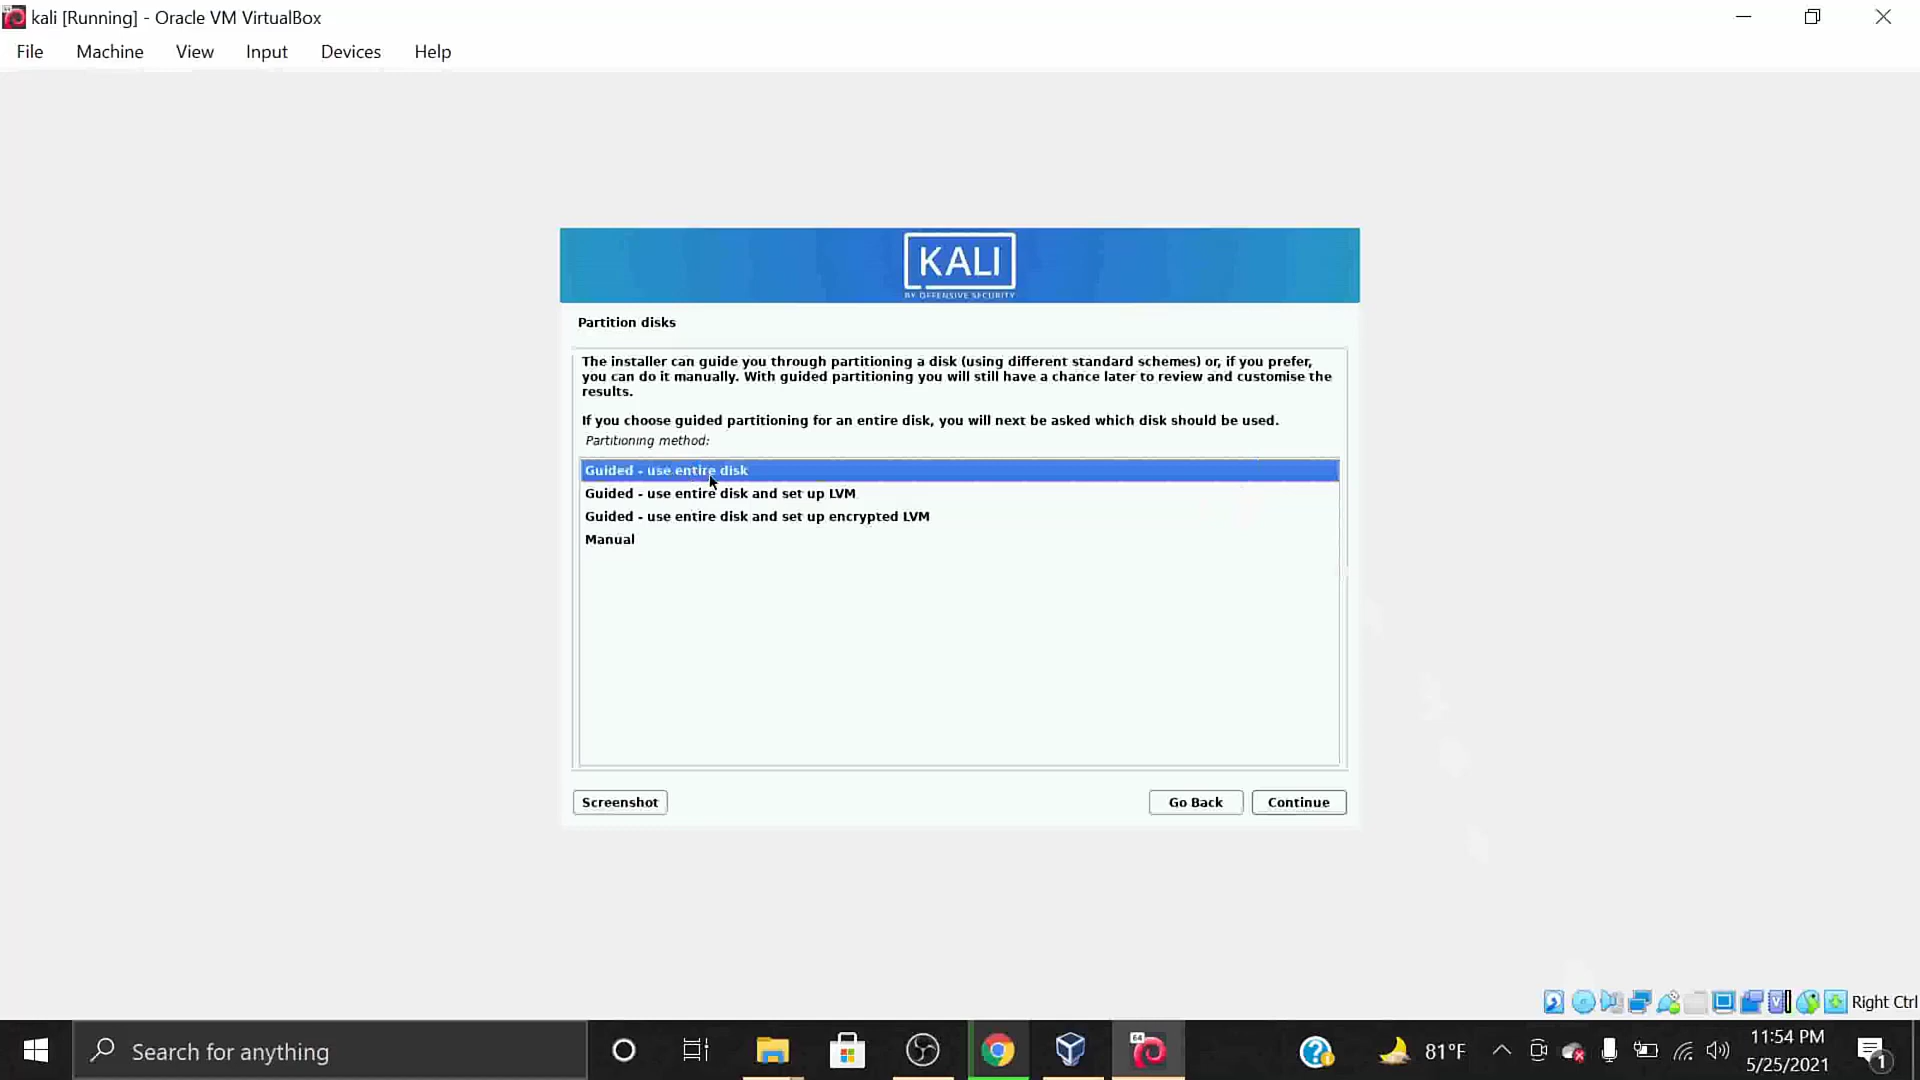 kali [Running] - Oracle VM VirtualBox
File Machine View Input Devices Help
KALI
BY OFFENSIVE SECURITY
Partition disks
The installer can guide you through partitioning a disk (using different standard schemes) or, if you prefer,
you can do it manually. With guided partitioning you will still have a chance later to review and customise the
results.
If you choose guided partitioning for an entire disk, you will next be asked which disk should be used.
Partitioning method:
Guided - use entire disk
Guided - use entire disk and set up LVM
Guided - use entire disk and set up encrypted LVM
Manual
Screenshot Go Back Continue
Right Ctrl
Search for anything
81°F
11:54 PM
5/25/2021
1